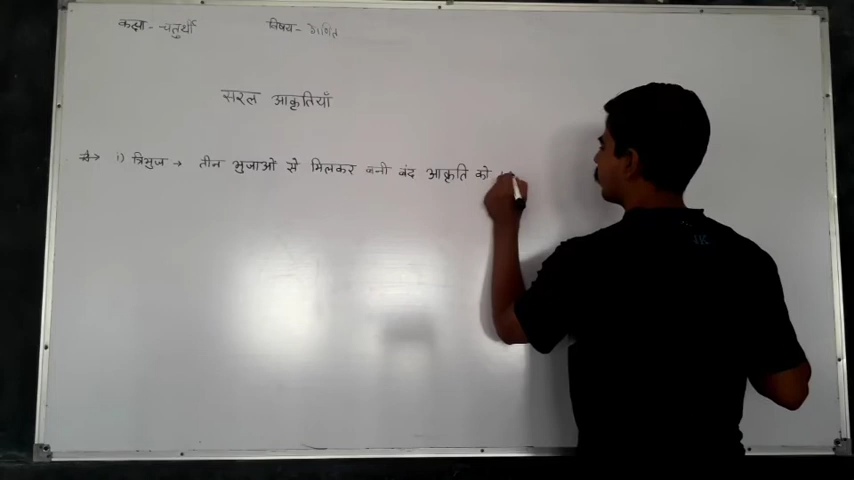 कक्षा - चतुर्थी विषय - गणित
सरल आकृतियाँ
i) त्रिभुज → तीन भुजाओं से मिलकर बनी बंद आकृति को